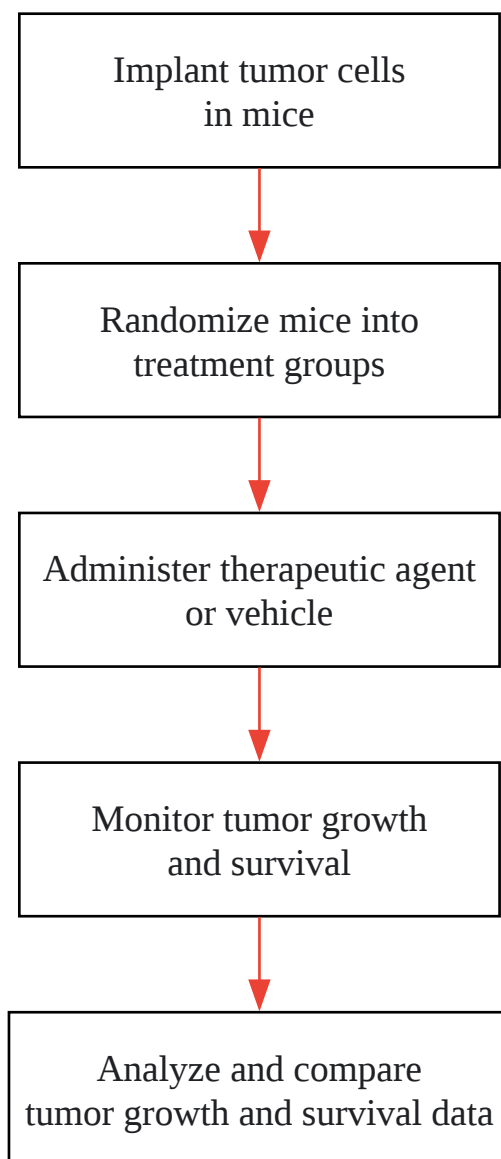 Implant tumor cells
in mice
Randomize mice into
treatment groups
Administer therapeutic agent
or vehicle
Monitor tumor growth
and survival
Analyze and compare
tumor growth and survival data